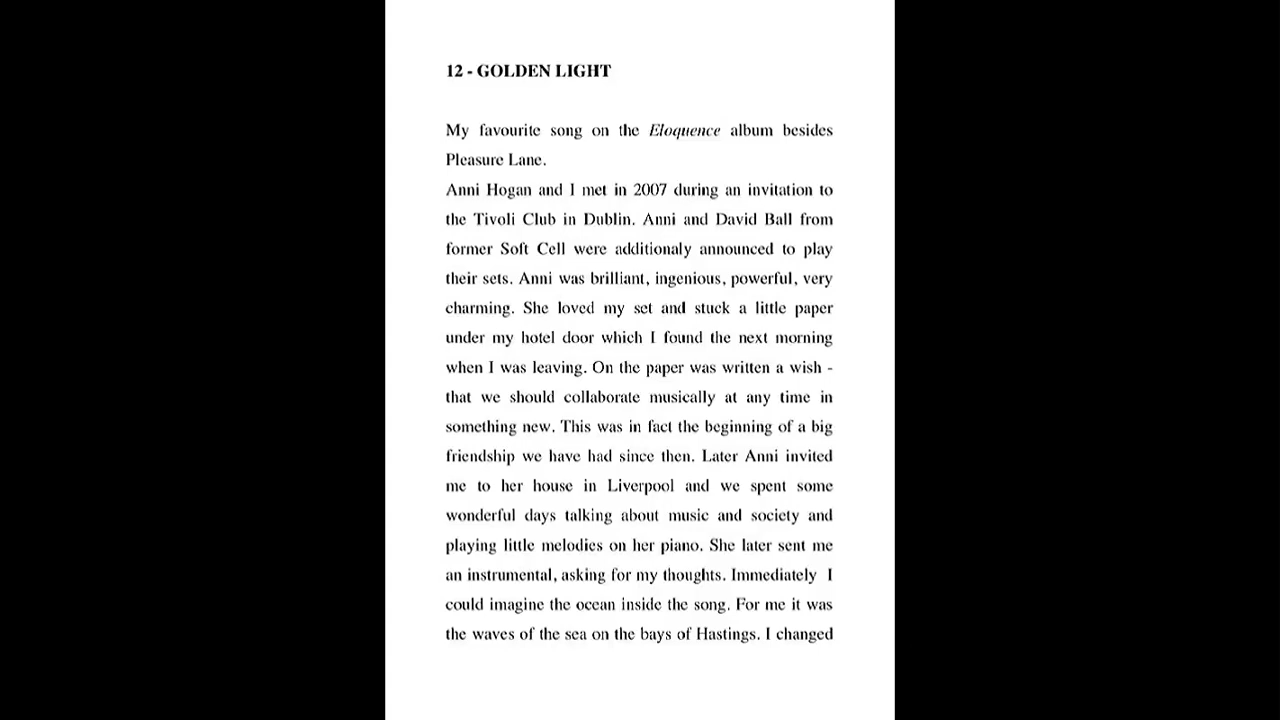 12 - GOLDEN LIGHT
My favourite song on the Eloquence album besides
Pleasure Lane.
Anni Hogan and I met in 2007 during an invitation to
the Tivoli Club in Dublin. Anni and David Ball from
former Soft Cell were additionaly announced to play
their sets. Anni was brilliant, ingenious, powerful, very
charming. She loved my set and stuck a little paper
under my hotel door which I found the next morning
when I was leaving. On the paper was written a wish -
that we should collaborate musically at any time in
something new. This was in fact the beginning of a big
friendship we have had since then. Later Anni invited
me to her house in Liverpool and we spent some
wonderful days talking about music and society and
playing little melodies on her piano. She later sent me
an instrumental, asking for my thoughts. Immediately I
could imagine the ocean inside the song. For me it was
the waves of the sea on the bays of Hastings. I changed